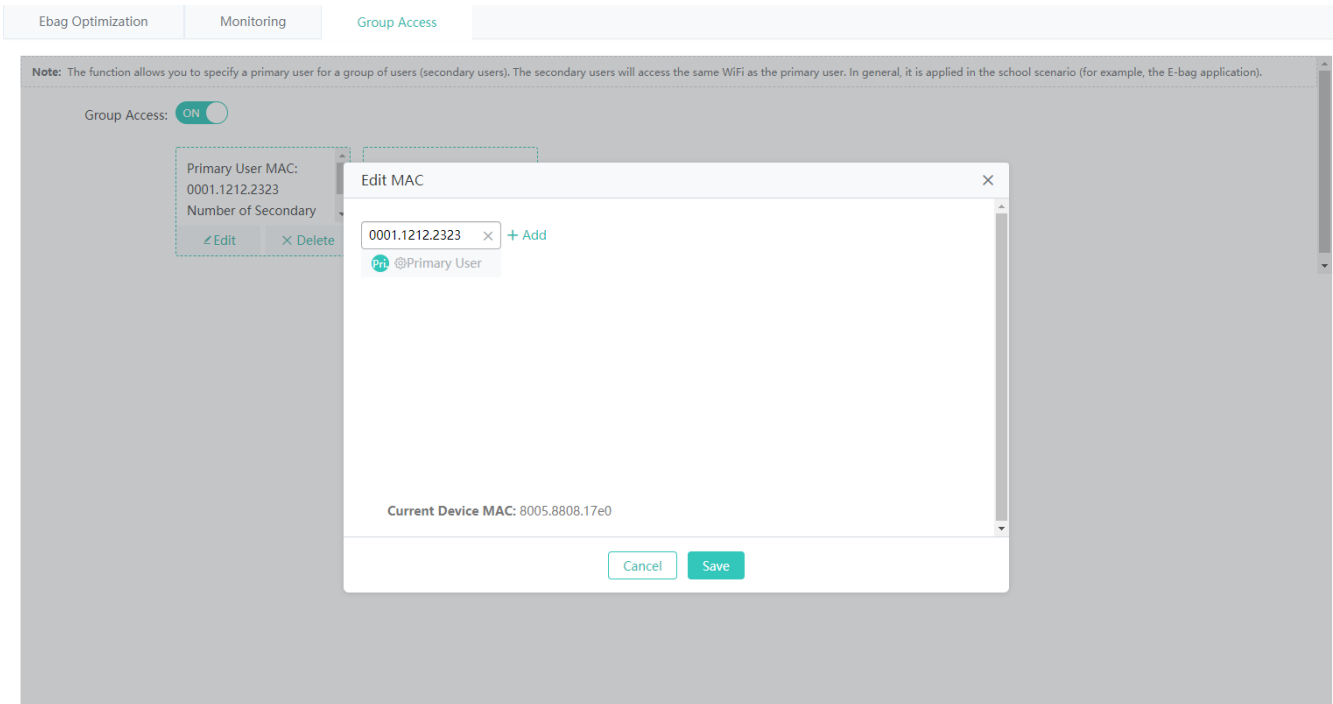 Ebag Optimization
Monitoring
Group Access
Note: The function allows you to specify a primary user for a group of users (secondary users). The secondary users will access the same WiFi as the primary user. In general, it is applied in the school scenario (for example, the E-bag application).
Group Access: ON
Primary User MAC:
0001.1212.2323
Number of Secondary
Edit
Delete
Edit MAC
0001.1212.2323
+ Add
Pri. Primary User
Current Device MAC: 8005.8808.17e0
Cancel
Save